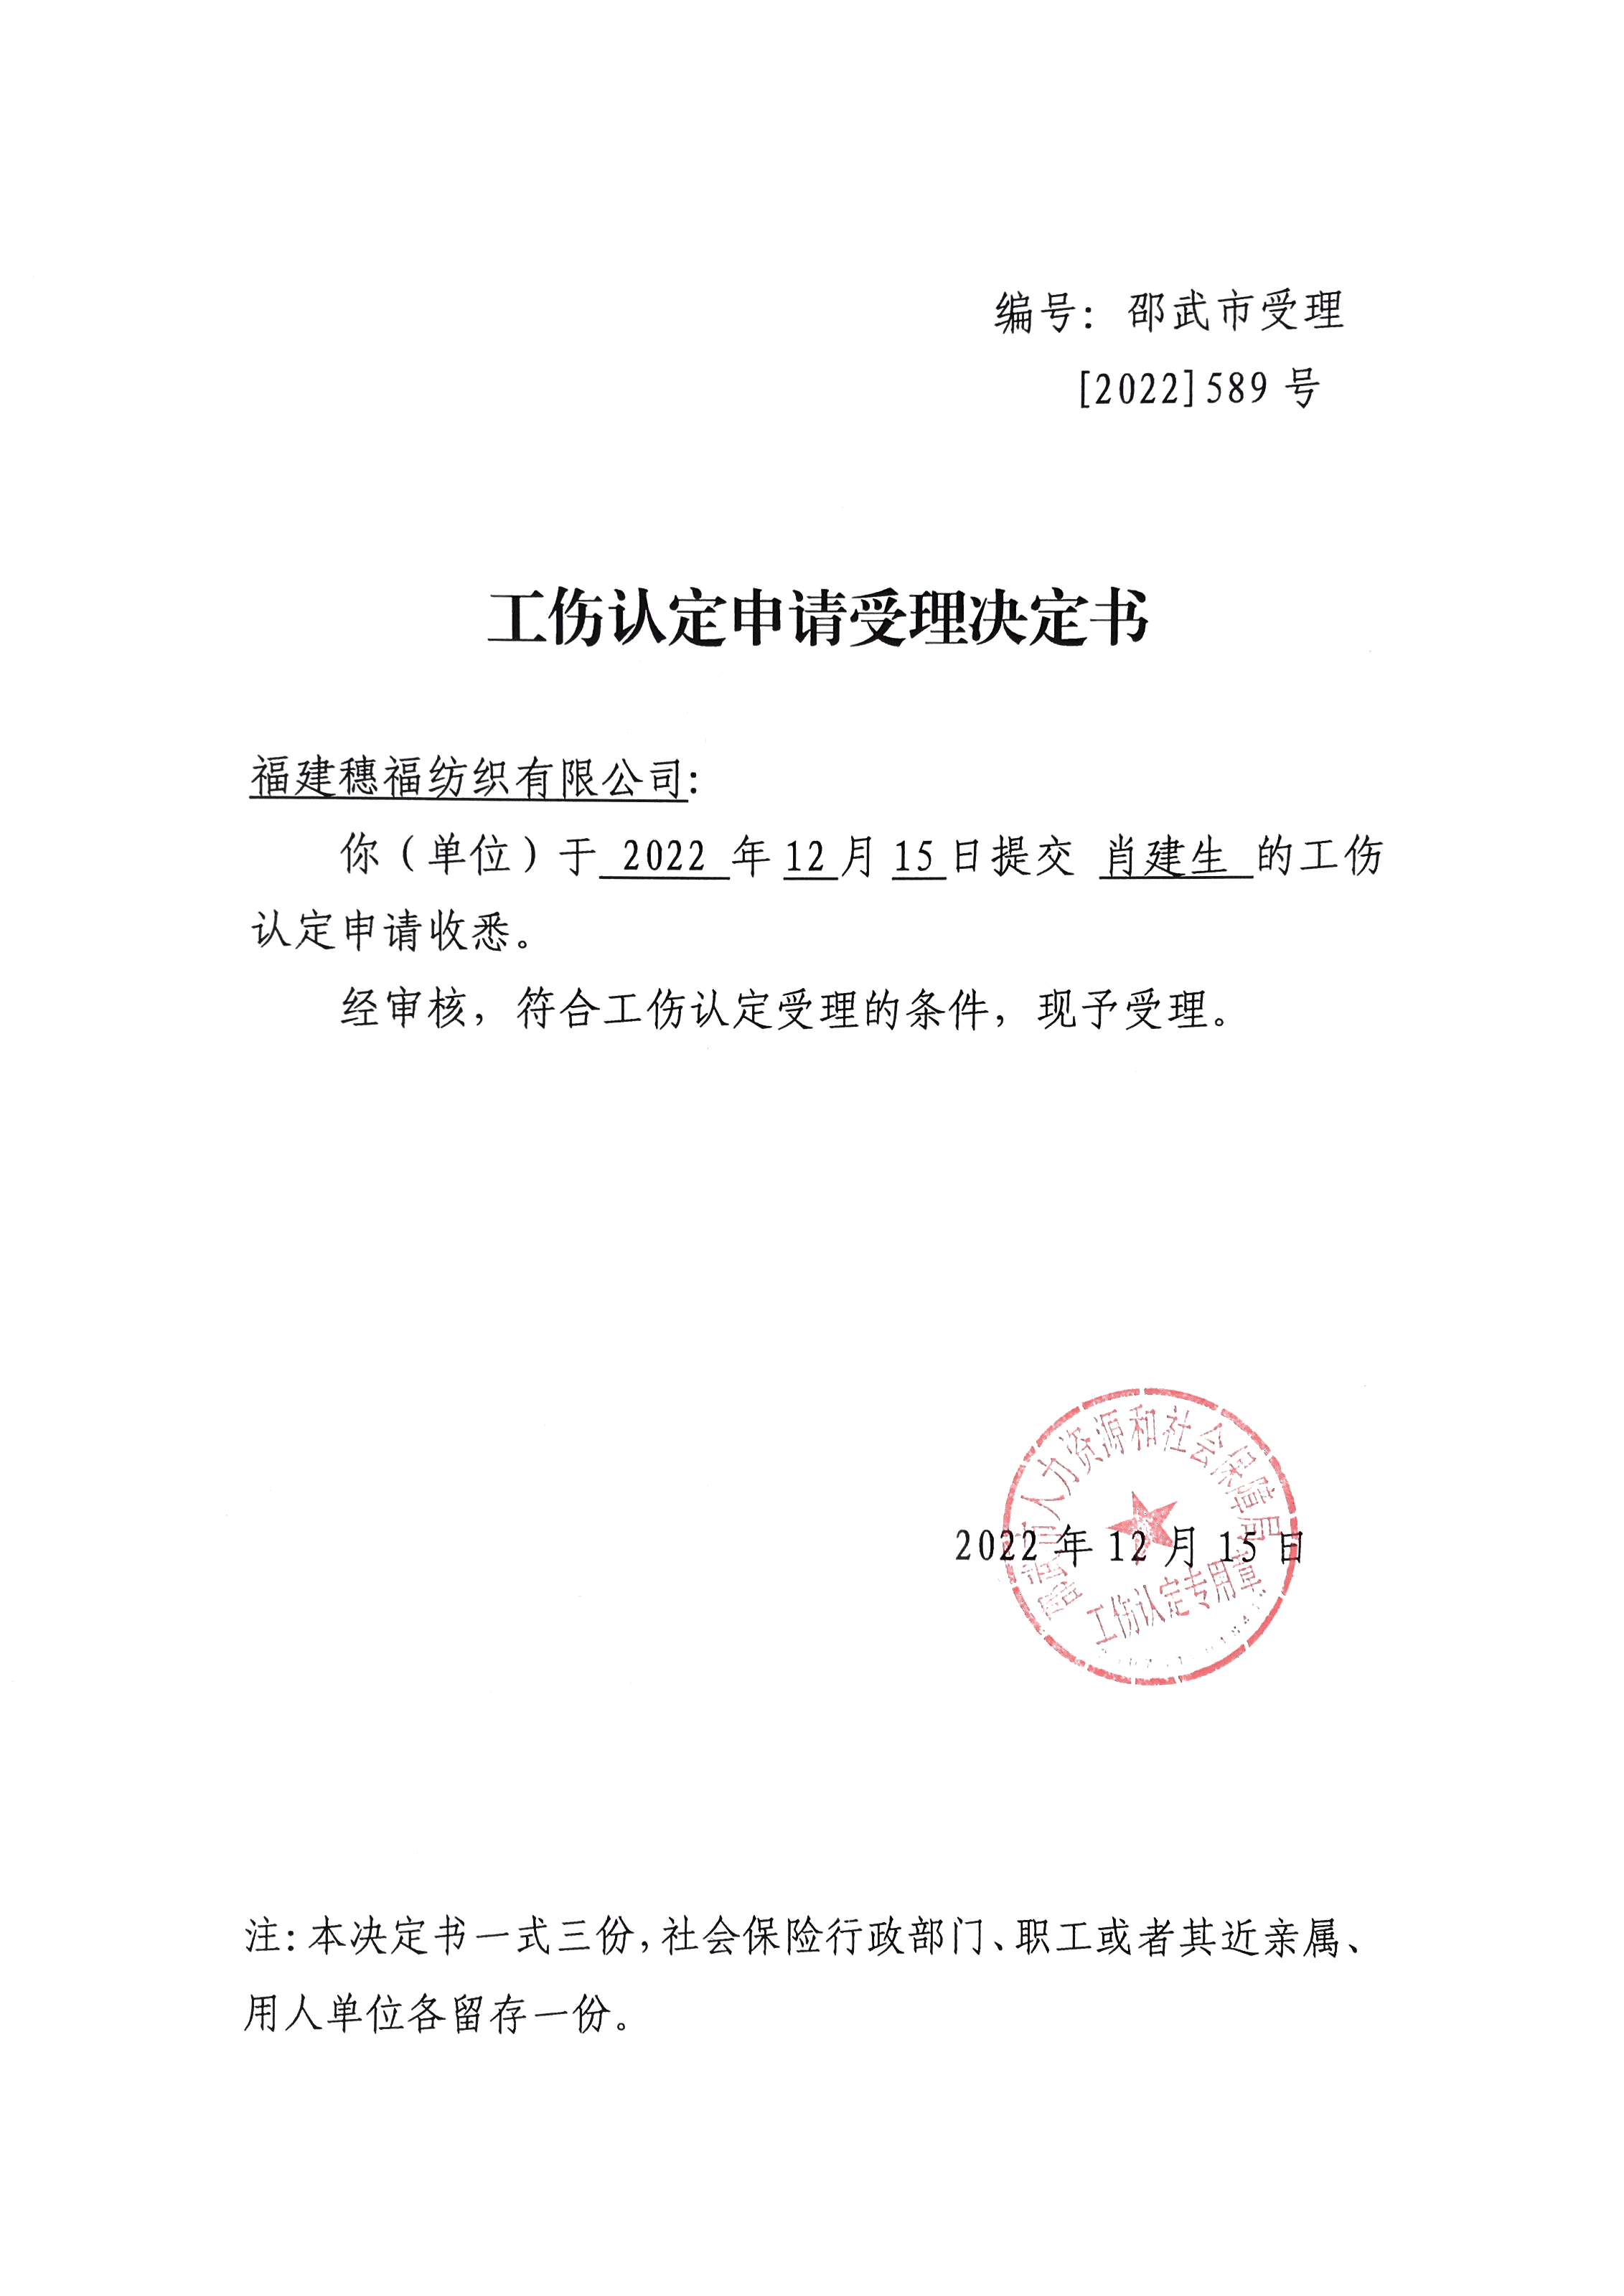 编号：邵武市受理
[2022]589 号
工伤认定申请受理决定书
福建穗福纺织有限公司:
你（单位）于 2022 年 12 月 15 日提交 肖建生 的工伤
认定申请收悉。
经审核，符合工伤认定受理的条件，现予受理。
邵武市人力资源和社会保障局
2022 年 12 月 15 日
工伤认定专用章
注：本决定书一式三份，社会保险行政部门、职工或者其近亲属、
用人单位各留存一份。